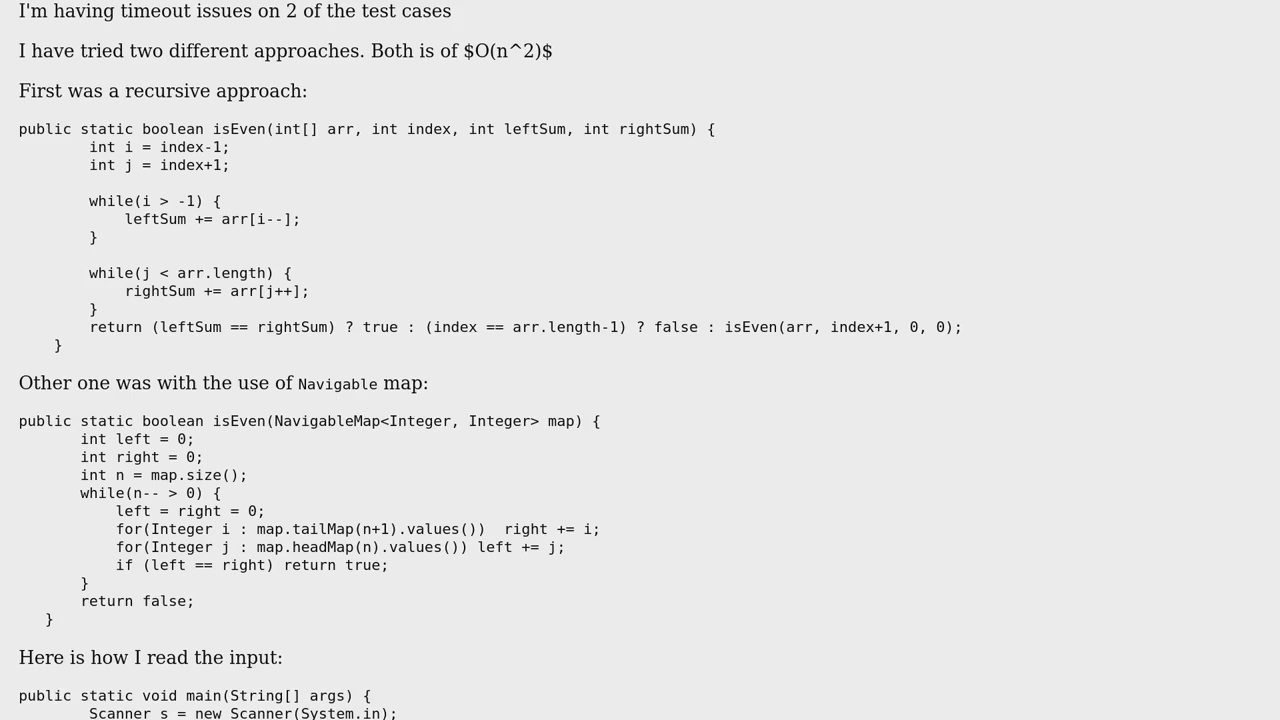 I'm having timeout issues on 2 of the test cases
I have tried two different approaches. Both is of $O(n^2)$
First was a recursive approach:
public static boolean isEven(int[] arr, int index, int leftSum, int rightSum) {
        int i = index-1;
        int j = index+1;
        while(i > -1) {
            leftSum += arr[i--];
        }
        while(j < arr.length) {
            rightSum += arr[j++];
        }
        return (leftSum == rightSum) ? true : (index == arr.length-1) ? false : isEven(arr, index+1, 0, 0);
    }
Other one was with the use of Navigable map:
public static boolean isEven(NavigableMap<Integer, Integer> map) {
       int left = 0;
       int right = 0;
       int n = map.size();
       while(n-- > 0) {
           left = right = 0;
           for(Integer i : map.tailMap(n+1).values())  right += i;
           for(Integer j : map.headMap(n).values()) left += j;
           if (left == right) return true;
       }
       return false;
   }
Here is how I read the input:
public static void main(String[] args) {
        Scanner s = new Scanner(System.in);